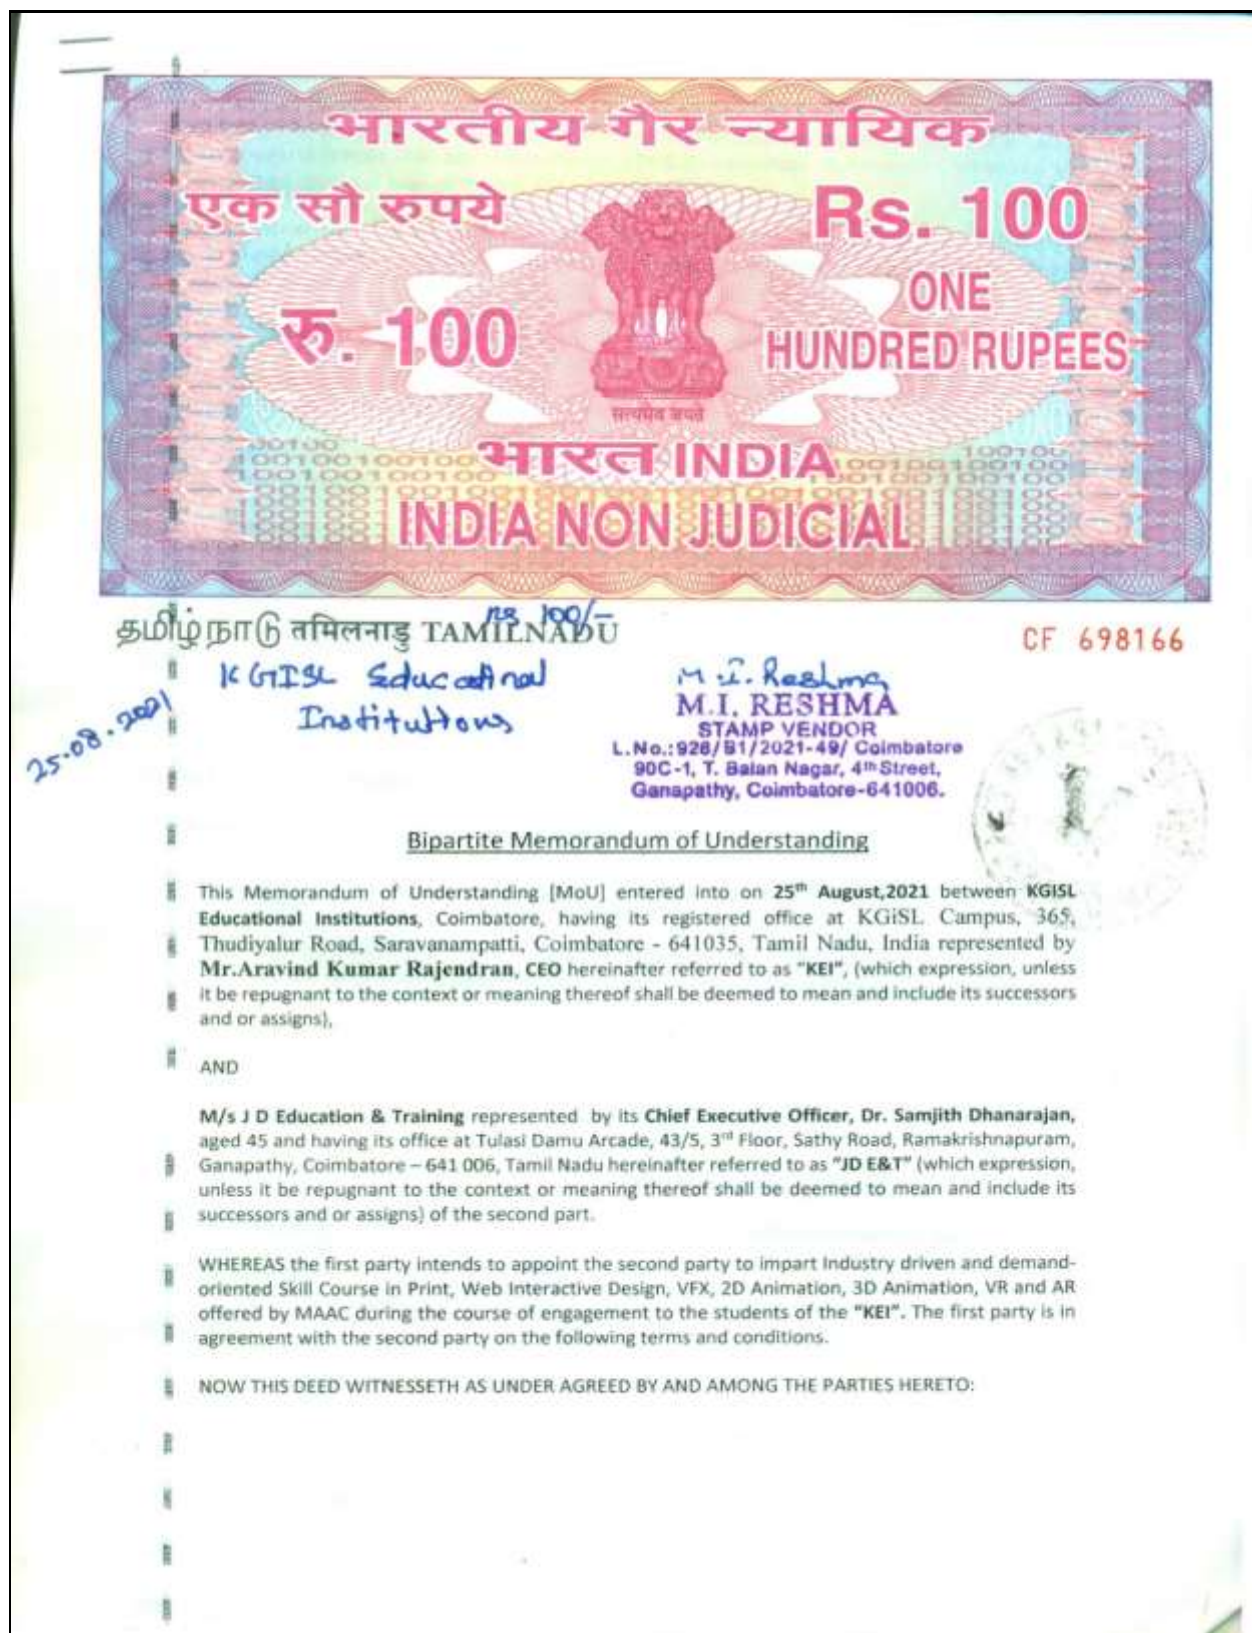 भारतीय गैर न्यायिक
एक सौ रुपये
Rs. 100
रु. 100
ONE
HUNDRED RUPEES
सत्यमेव जयते
भारत INDIA
INDIA NON JUDICIAL
தமிழ்நாடு तमिलनाडु TAMILNADU
Rs 100/-
CF 698166
25.08.2021
KGISL Educational
Institutions
M.I. Reshma
M.I. RESHMA
STAMP VENDOR
L.No.:928/B1/2021-49/ Coimbatore
90C-1, T. Balan Nagar, 4th Street,
Ganapathy, Coimbatore-641006.
Bipartite Memorandum of Understanding
This Memorandum of Understanding [MoU] entered into on 25th August,2021 between KGISL
Educational Institutions, Coimbatore, having its registered office at KGiSL Campus, 365,
Thudiyalur Road, Saravanampatti, Coimbatore - 641035, Tamil Nadu, India represented by
Mr.Aravind Kumar Rajendran, CEO hereinafter referred to as "KEI", (which expression, unless
it be repugnant to the context or meaning thereof shall be deemed to mean and include its successors
and or assigns),
AND
M/s J D Education & Training represented by its Chief Executive Officer, Dr. Samjith Dhanarajan,
aged 45 and having its office at Tulasi Damu Arcade, 43/5, 3rd Floor, Sathy Road, Ramakrishnapuram,
Ganapathy, Coimbatore – 641 006, Tamil Nadu hereinafter referred to as "JD E&T" (which expression,
unless it be repugnant to the context or meaning thereof shall be deemed to mean and include its
successors and or assigns) of the second part.
WHEREAS the first party intends to appoint the second party to impart Industry driven and demand-
oriented Skill Course in Print, Web Interactive Design, VFX, 2D Animation, 3D Animation, VR and AR
offered by MAAC during the course of engagement to the students of the "KEI". The first party is in
agreement with the second party on the following terms and conditions.
NOW THIS DEED WITNESSETH AS UNDER AGREED BY AND AMONG THE PARTIES HERETO: